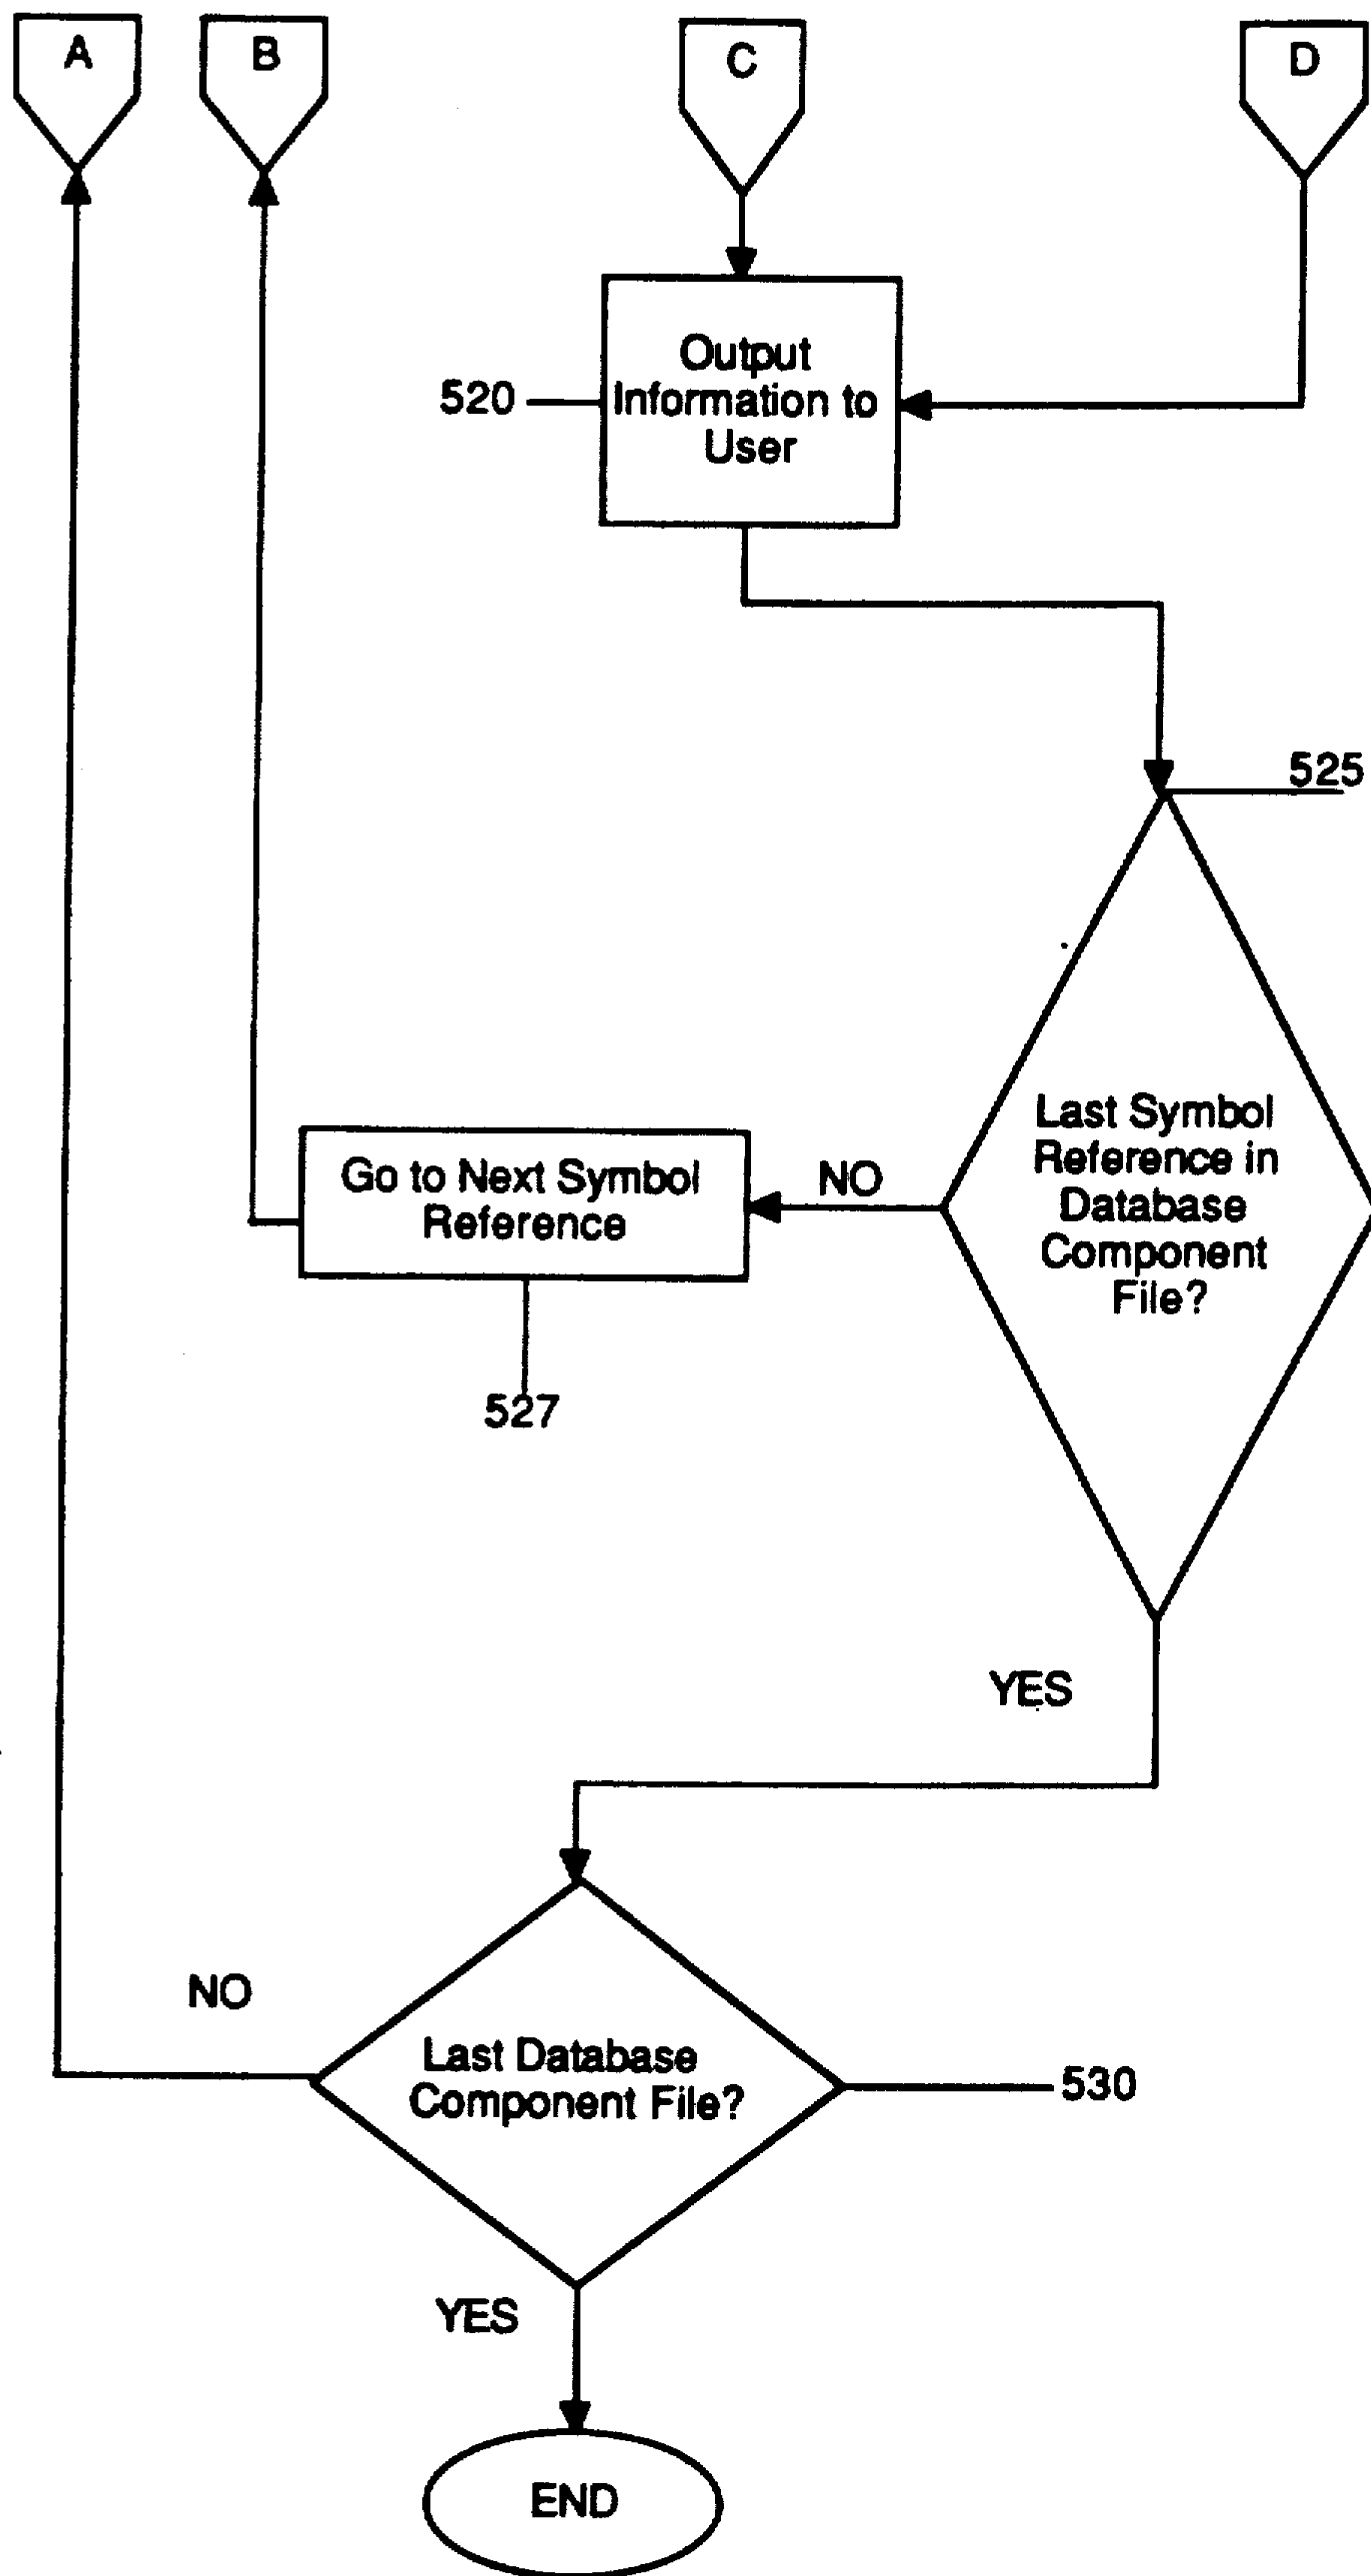 A
B
C
D
Output
Information to
User
520
525
Last Symbol
Reference in
Database
Component
File?
NO
Go to Next Symbol
Reference
527
YES
NO
Last Database
Component File?
530
YES
END